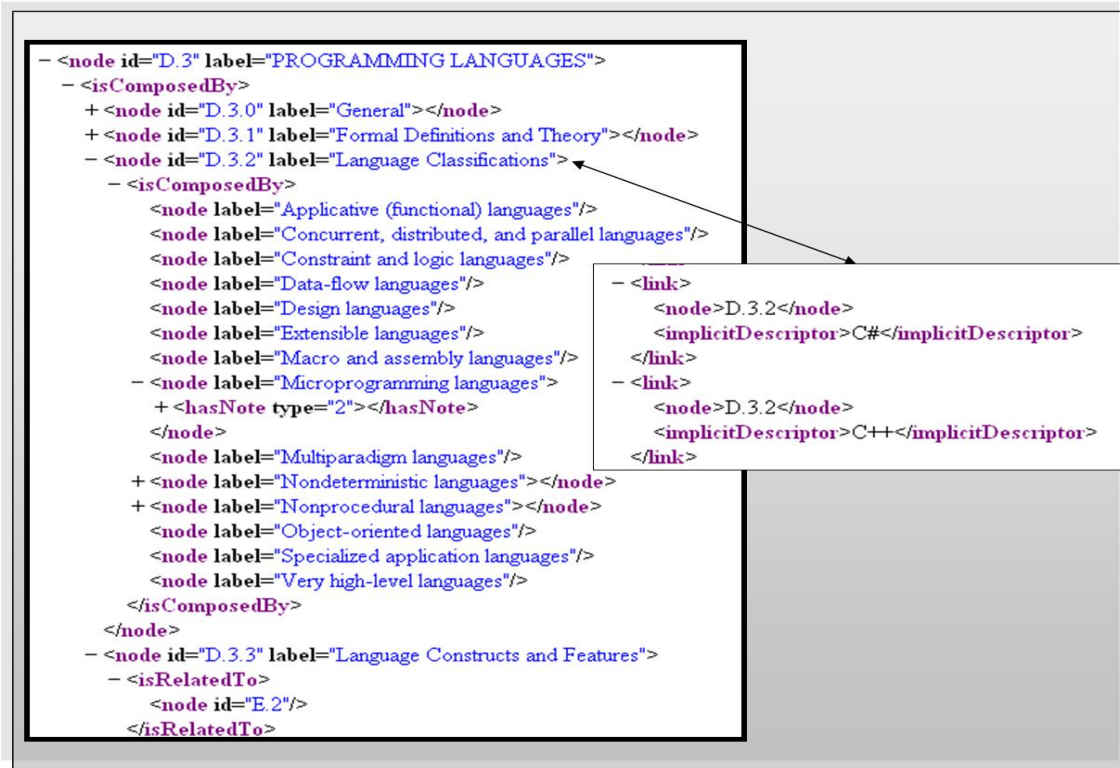 − <node id="D.3" label="PROGRAMMING LANGUAGES">
− <isComposedBy>
+ <node id="D.3.0" label="General"></node>
+ <node id="D.3.1" label="Formal Definitions and Theory"></node>
− <node id="D.3.2" label="Language Classifications">
− <isComposedBy>
<node label="Applicative (functional) languages"/>
<node label="Concurrent, distributed, and parallel languages"/>
<node label="Constraint and logic languages"/>
<node label="Data-flow languages"/>
<node label="Design languages"/>
<node label="Extensible languages"/>
<node label="Macro and assembly languages"/>
− <node label="Microprogramming languages">
+ <hasNote type="2"></hasNote>
</node>
<node label="Multiparadigm languages"/>
+ <node label="Nondeterministic languages"></node>
+ <node label="Nonprocedural languages"></node>
<node label="Object-oriented languages"/>
<node label="Specialized application languages"/>
<node label="Very high-level languages"/>
</isComposedBy>
</node>
− <node id="D.3.3" label="Language Constructs and Features">
− <isRelatedTo>
<node id="E.2"/>
</isRelatedTo>
− <link>
<node>D.3.2</node>
<implicitDescriptor>C#</implicitDescriptor>
</link>
− <link>
<node>D.3.2</node>
<implicitDescriptor>C++</implicitDescriptor>
</link>